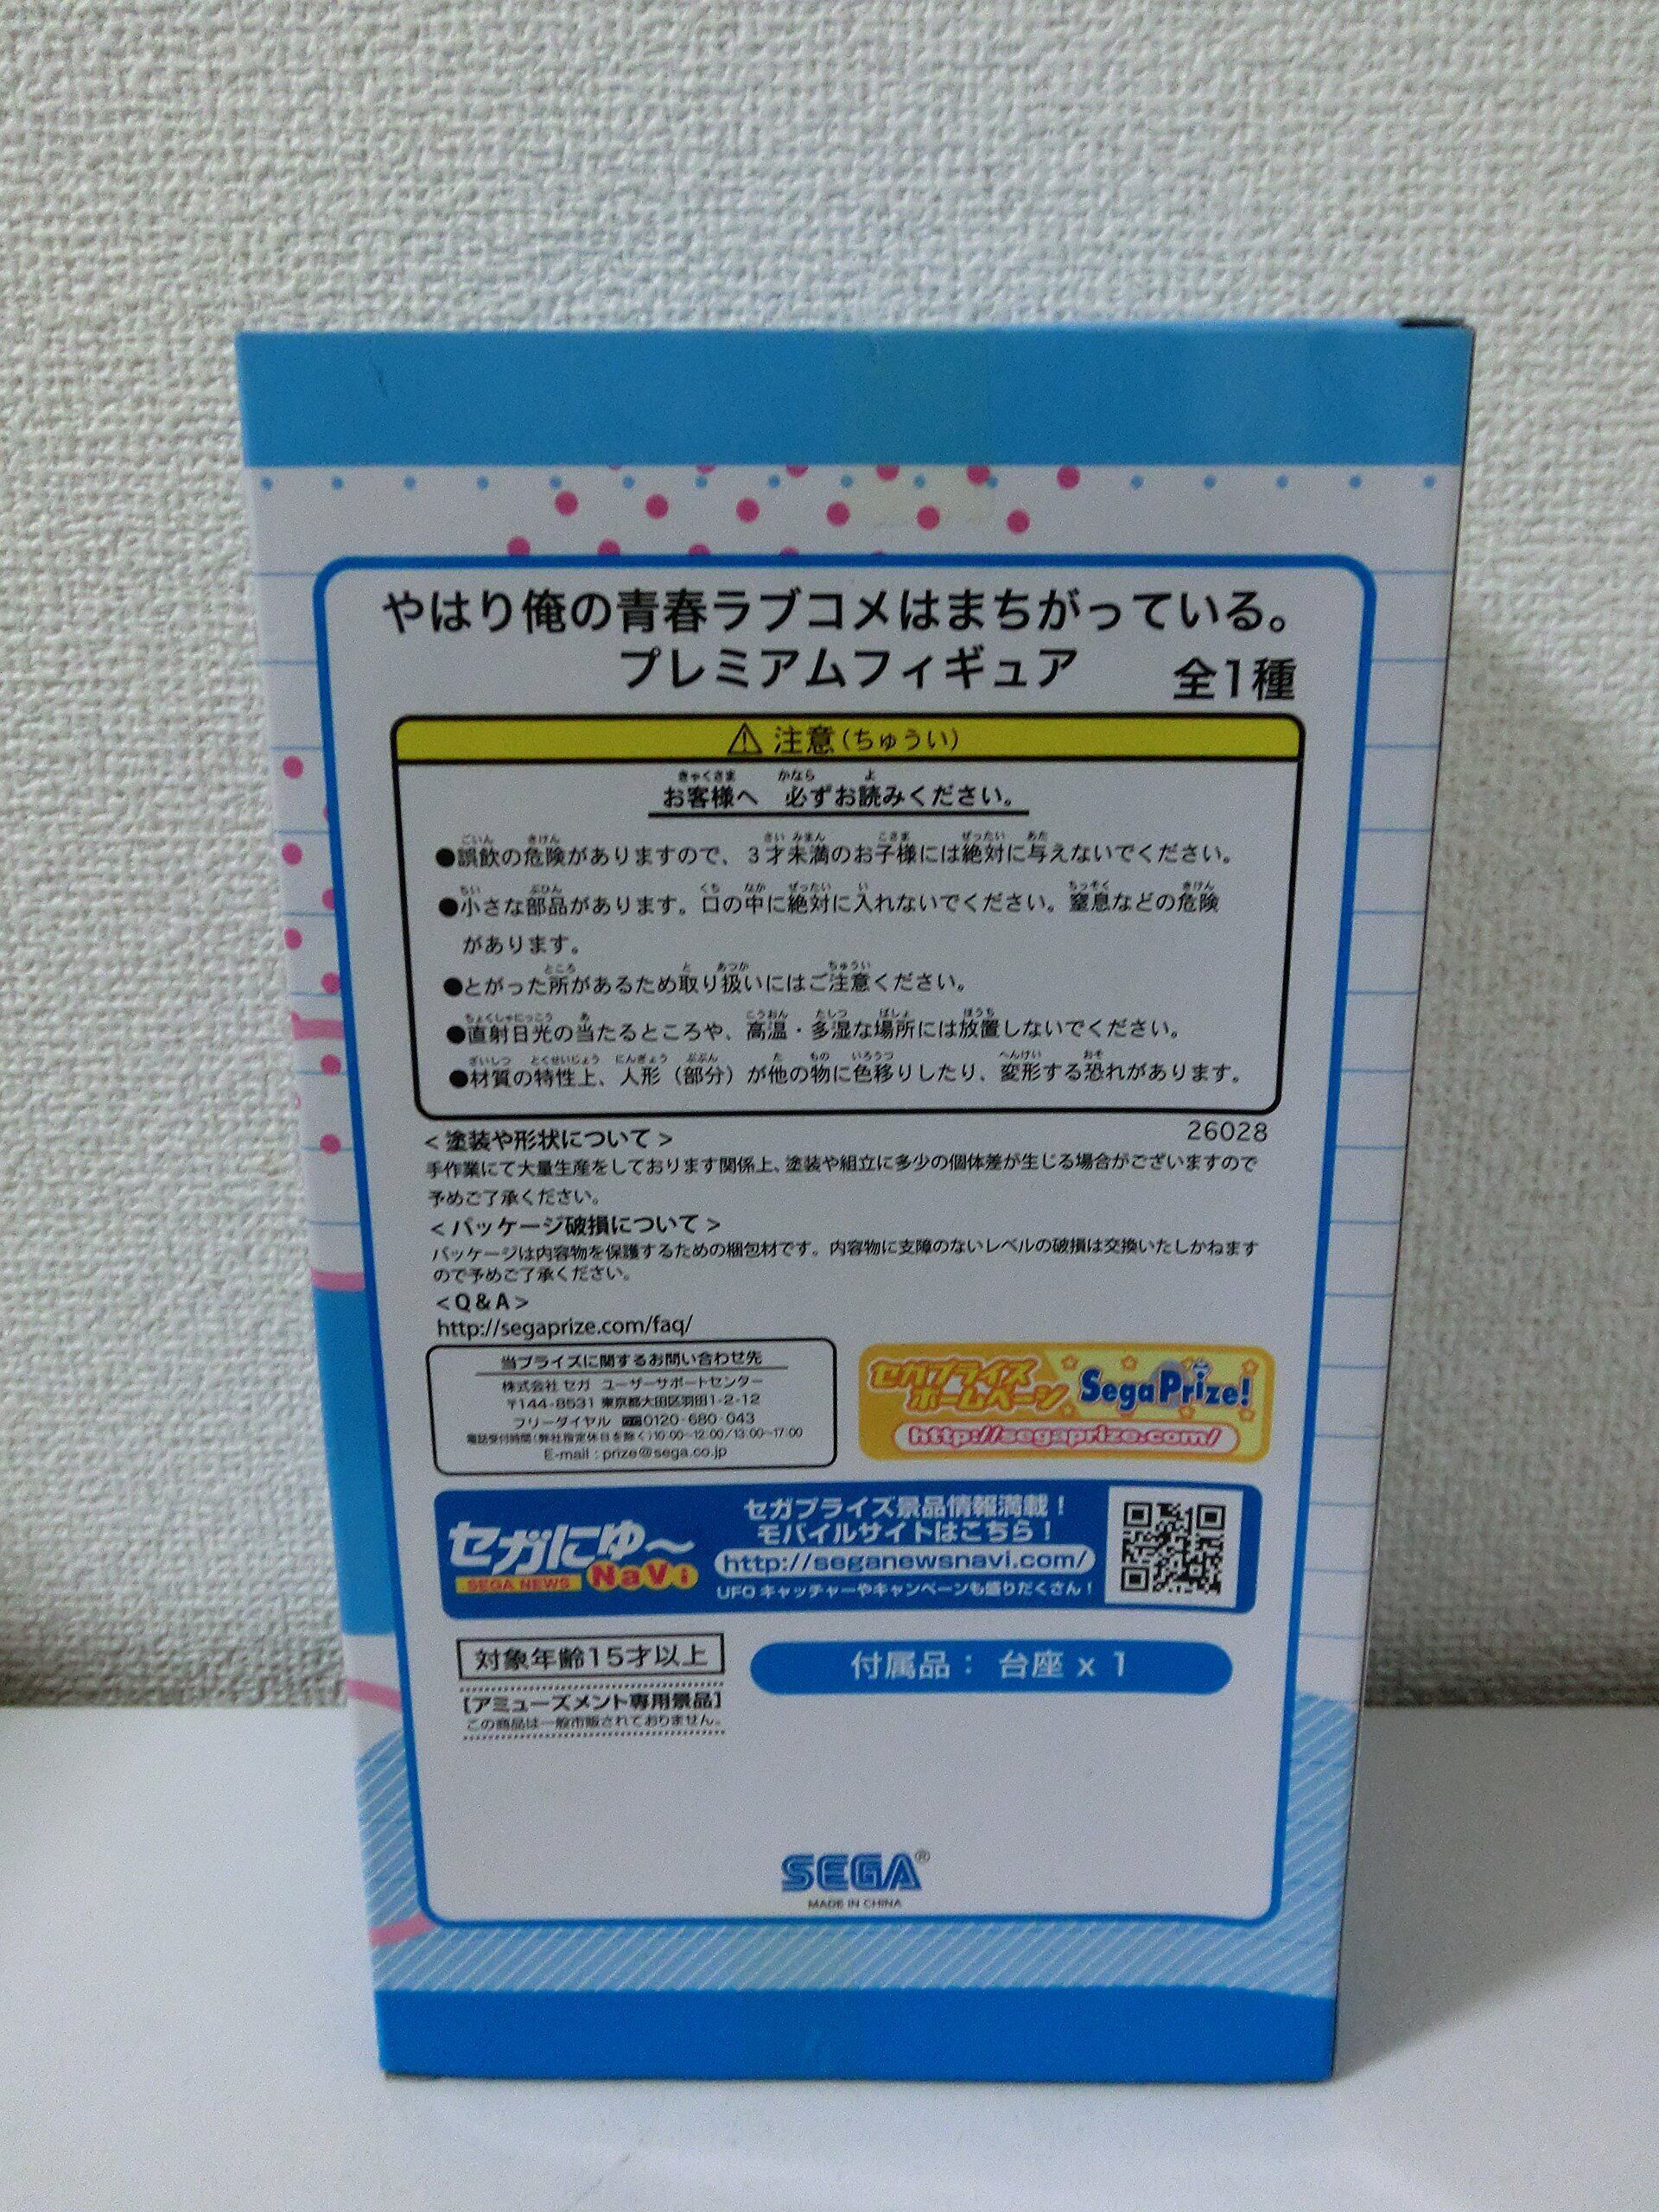 やはり俺の青春ラブコメはまちがっている。
プレミアムフィギュア 全1種
⚠ 注意(ちゅうい)
お客様へ 必ずお読みください。
●誤飲の危険がありますので、3才未満のお子様には絶対に与えないでください。
●小さな部品があります。口の中に絶対に入れないでください。窒息などの危険
があります。
●とがった所があるため取り扱いにはご注意ください。
●直射日光の当たるところや、高温・多湿な場所には放置しないでください。
●材質の特性上、人形(部分)が他の物に色移りしたり、変形する恐れがあります。
26028
<塗装や形状について>
手作業にて大量生産をしております関係上、塗装や組立に多少の個体差が生じる場合がございますので
予めご了承ください。
<パッケージ破損について>
パッケージは内容物を保護するための梱包材です。内容物に支障のないレベルの破損は交換いたしかねます
ので予めご了承ください。
<Q&A>
http://segaprize.com/faq/
当プライズに関するお問い合わせ先
株式会社 セガ ユーザーサポートセンター
〒144-8531 東京都大田区羽田1-2-12
フリーダイヤル 0120-680-043
電話受付時間(弊社指定休日を除く)10:00~12:00/13:00~17:00
E-mail : prize@sega.co.jp
セガプライズ
ホームページ
Sega Prize!
http://segaprize.com/
セガにゅ~
SEGA NEWS NaVi
セガプライズ景品情報満載!
モバイルサイトはこちら!
http://seganewsnavi.com/
UFOキャッチャーやキャンペーンも盛りだくさん!
対象年齢15才以上
付属品: 台座 x 1
[アミューズメント専用景品]
この商品は一般市販されておりません。
SEGA®
MADE IN CHINA